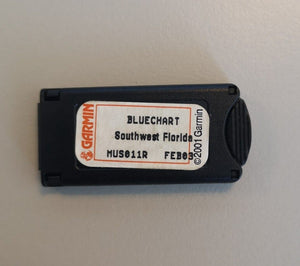 GARMIN
BLUECHART
Southwest Florida
MUS011R FEB03
©2001 Garmin